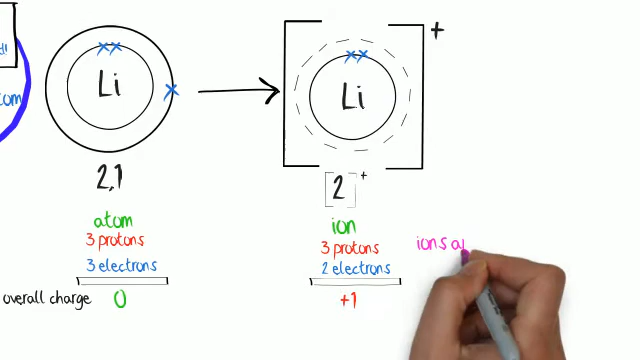 d!
com
Li
2,1
atom
3 protons
3 electrons
overall charge 0
Li
+
[2]+
ion
3 protons
2 electrons
+1
ions a